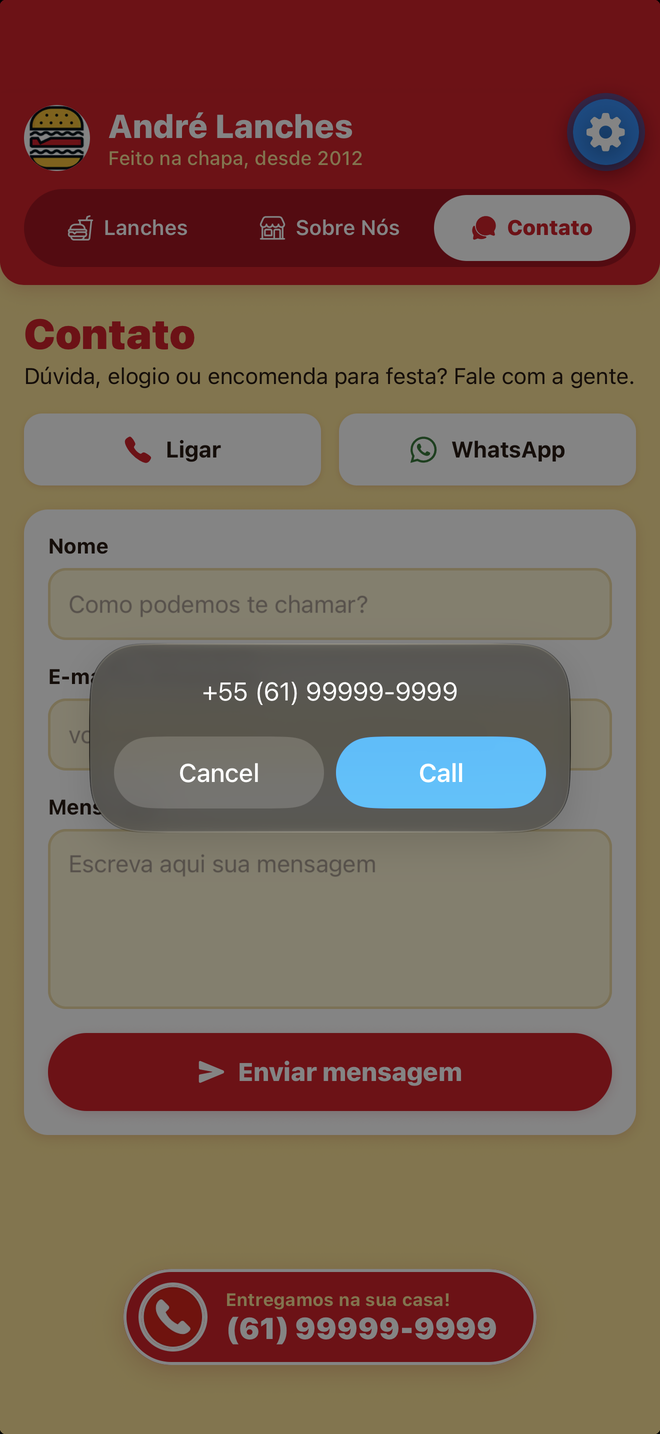 André Lanches
Feito na chapa, desde 2012
Lanches
Sobre Nós
Contato
Contato
Dúvida, elogio ou encomenda para festa? Fale com a gente.
Ligar
WhatsApp
Nome
Como podemos te chamar?
+55 (61) 99999-9999
Cancel
Call
Escreva aqui sua mensagem
Enviar mensagem
Entregamos na sua casa!
(61) 99999-9999